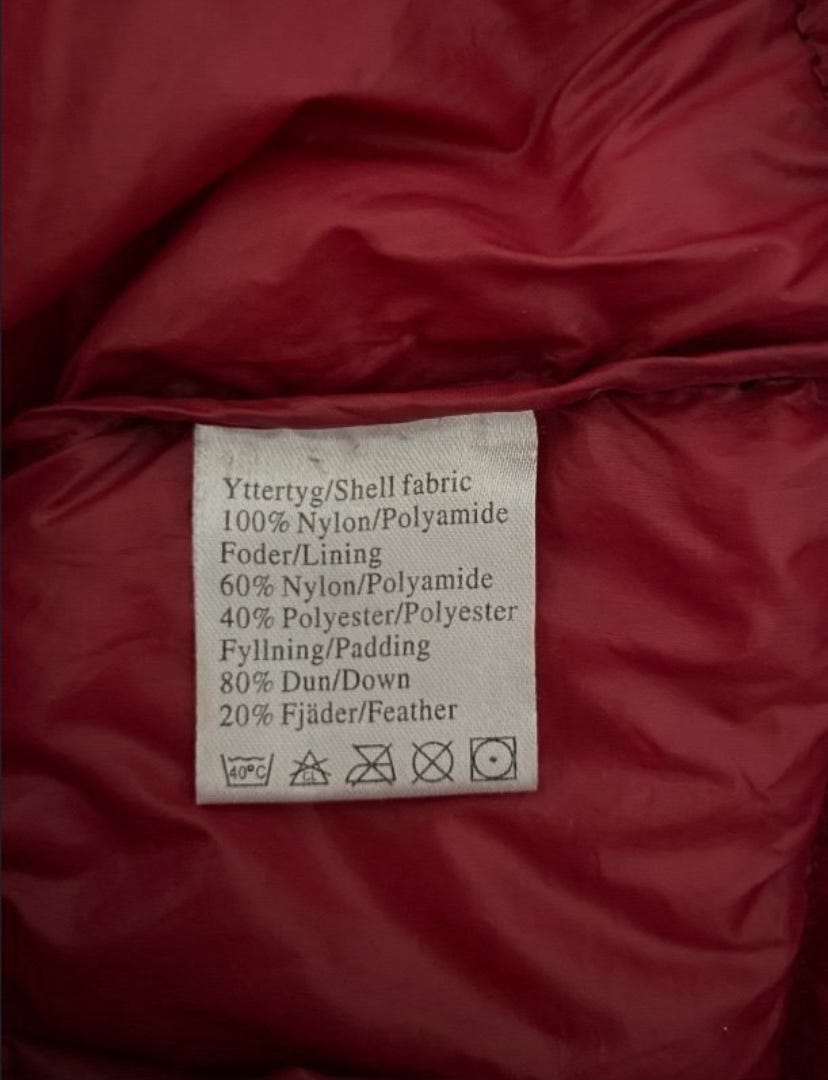 Yttertyg/Shell fabric
100% Nylon/Polyamide
Foder/Lining
60% Nylon/Polyamide
40% Polyester/Polyester
Fyllning/Padding
80% Dun/Down
20% Fjäder/Feather
40°C CL